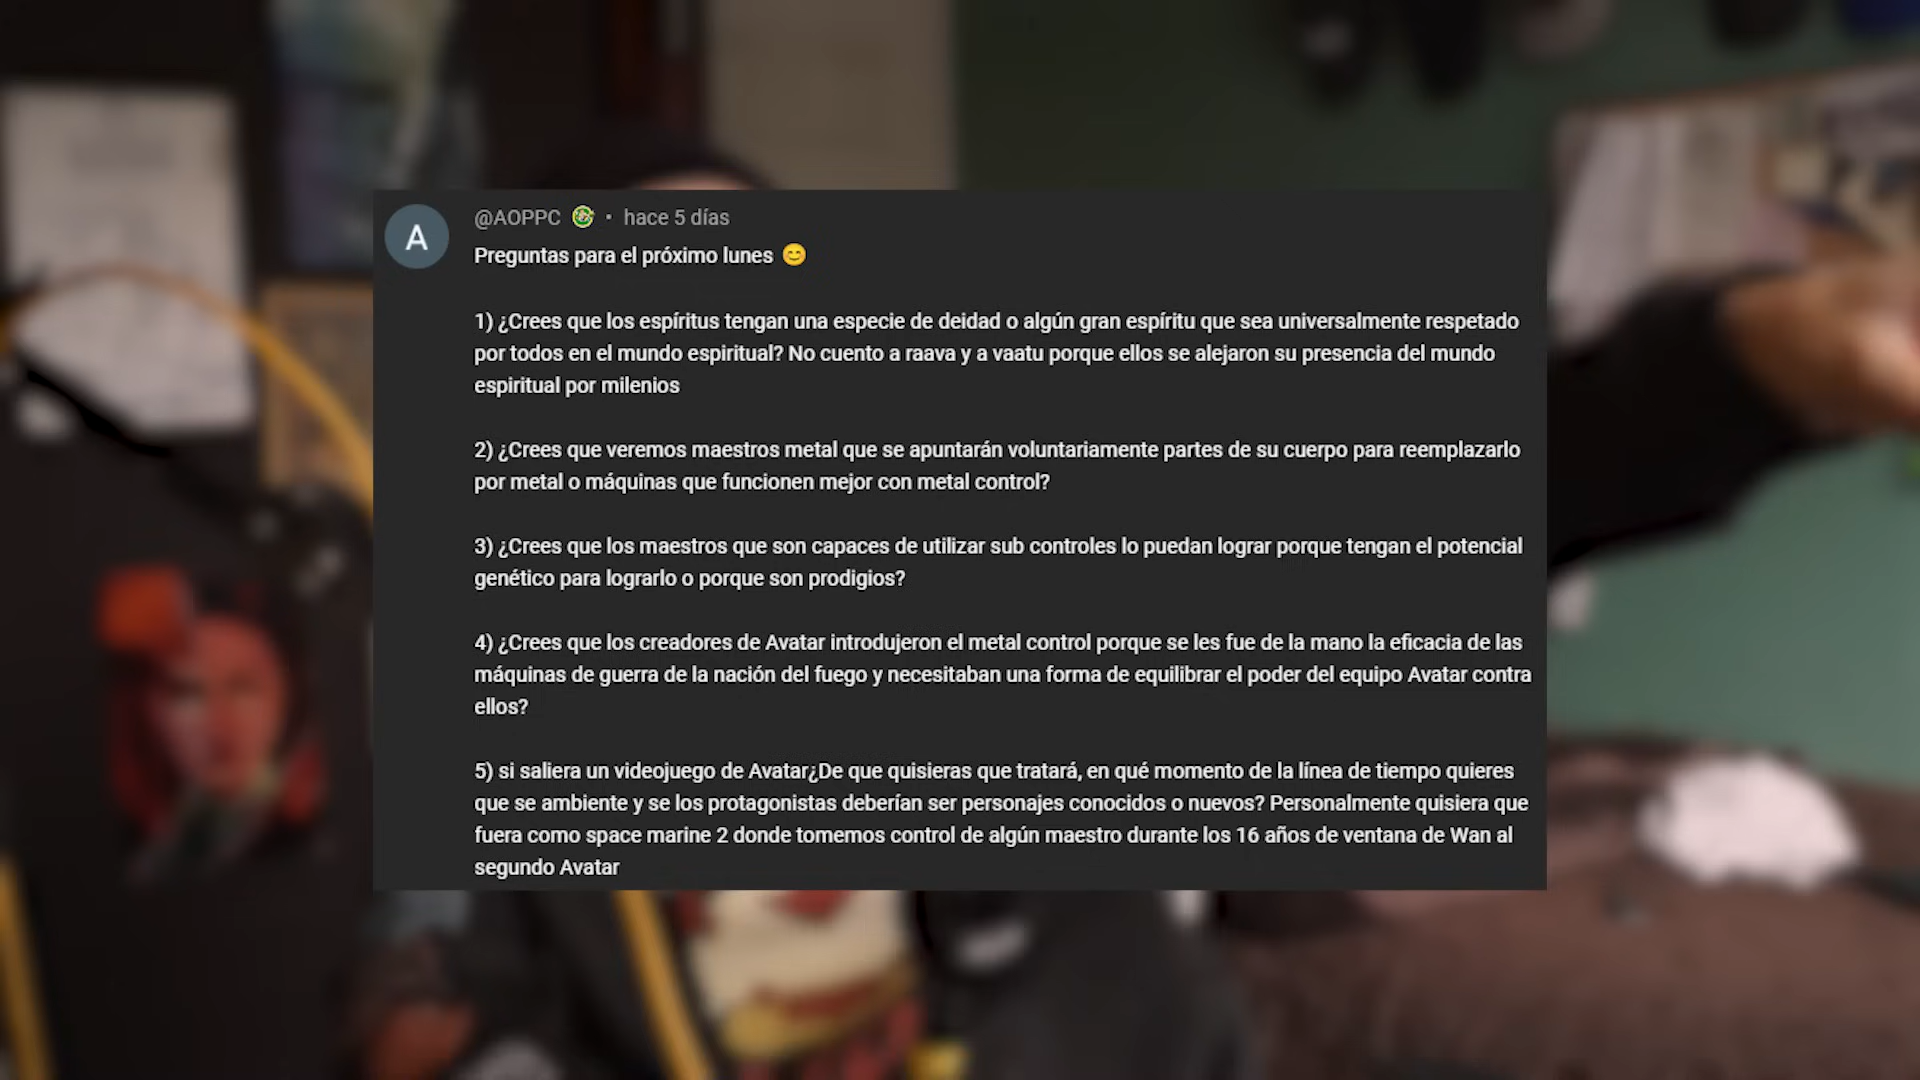 A
@AOPPC • hace 5 días
Preguntas para el próximo lunes 😊
1) ¿Crees que los espíritus tengan una especie de deidad o algún gran espíritu que sea universalmente respetado
por todos en el mundo espiritual? No cuento a raava y a vaatu porque ellos se alejaron su presencia del mundo
espiritual por milenios
2) ¿Crees que veremos maestros metal que se apuntarán voluntariamente partes de su cuerpo para reemplazarlo
por metal o máquinas que funcionen mejor con metal control?
3) ¿Crees que los maestros que son capaces de utilizar sub controles lo puedan lograr porque tengan el potencial
genético para lograrlo o porque son prodigios?
4) ¿Crees que los creadores de Avatar introdujeron el metal control porque se les fue de la mano la eficacia de las
máquinas de guerra de la nación del fuego y necesitaban una forma de equilibrar el poder del equipo Avatar contra
ellos?
5) si saliera un videojuego de Avatar¿De que quisieras que tratará, en qué momento de la línea de tiempo quieres
que se ambiente y se los protagonistas deberían ser personajes conocidos o nuevos? Personalmente quisiera que
fuera como space marine 2 donde tomemos control de algún maestro durante los 16 años de ventana de Wan al
segundo Avatar